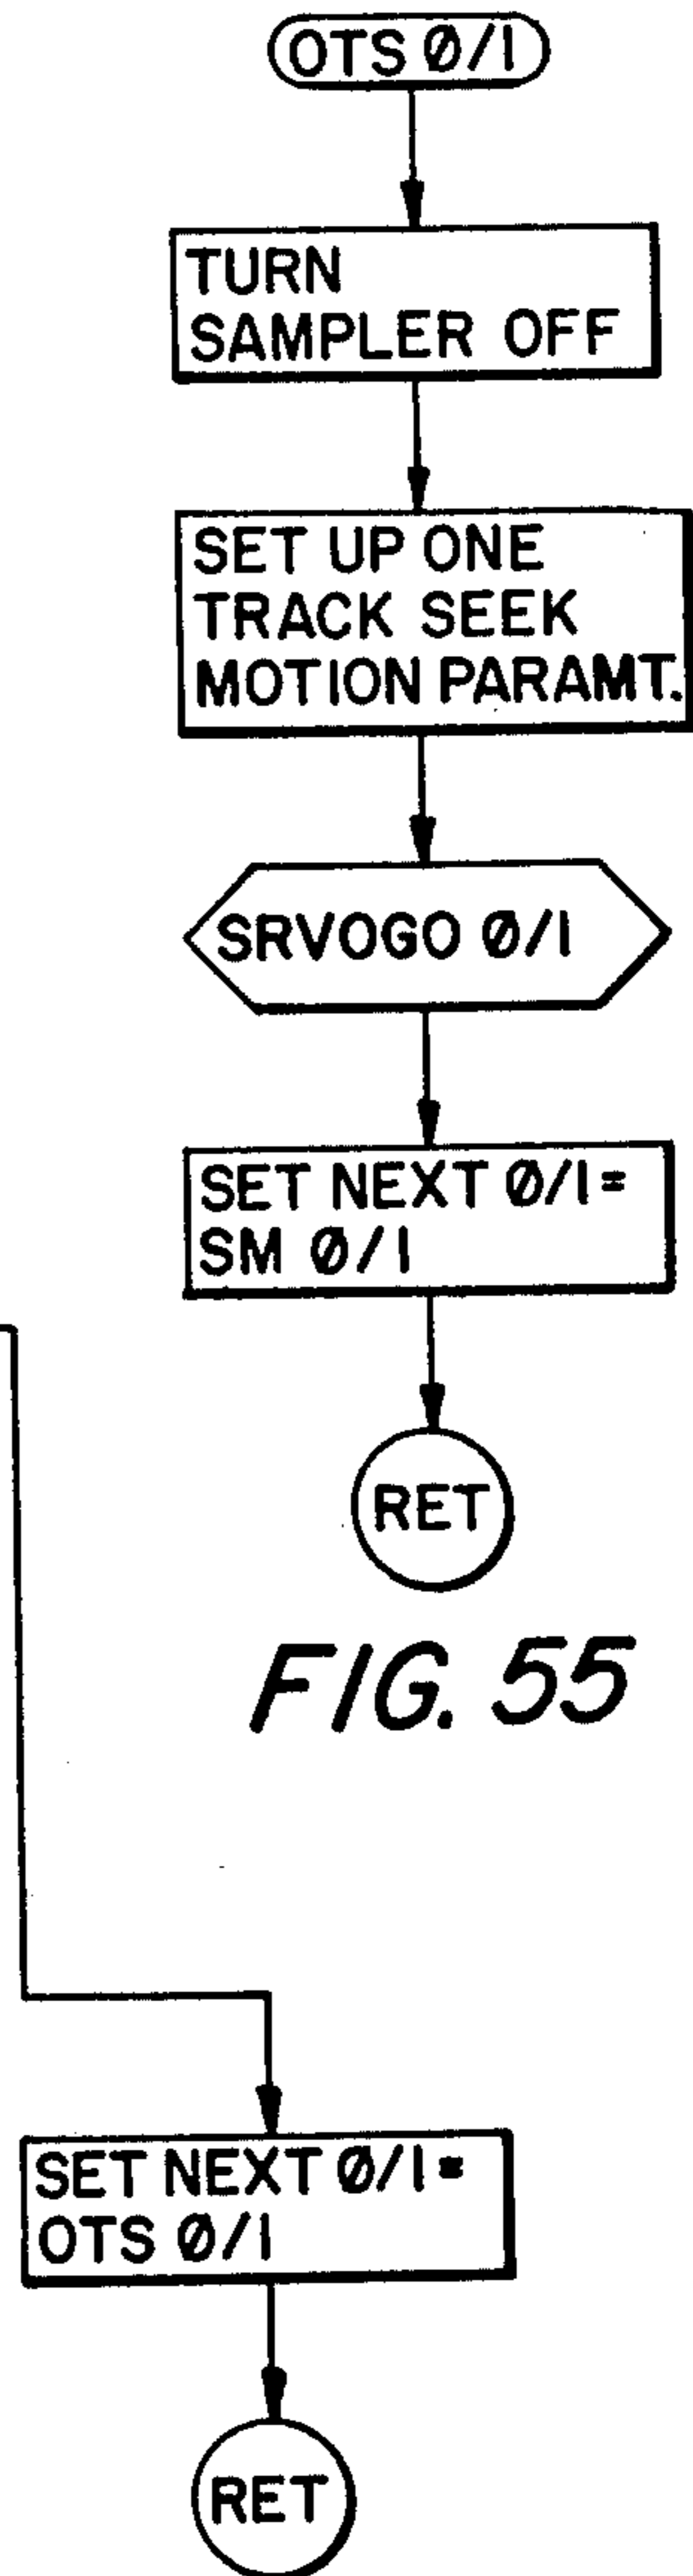 OTS Ø/1
TURN
SAMPLER OFF
SET UP ONE
TRACK SEEK
MOTION PARAMT.
SRVOGO Ø/1
SET NEXT Ø/1=
SM Ø/1
RET
FIG. 55
SET NEXT Ø/1=
OTS Ø/1
RET